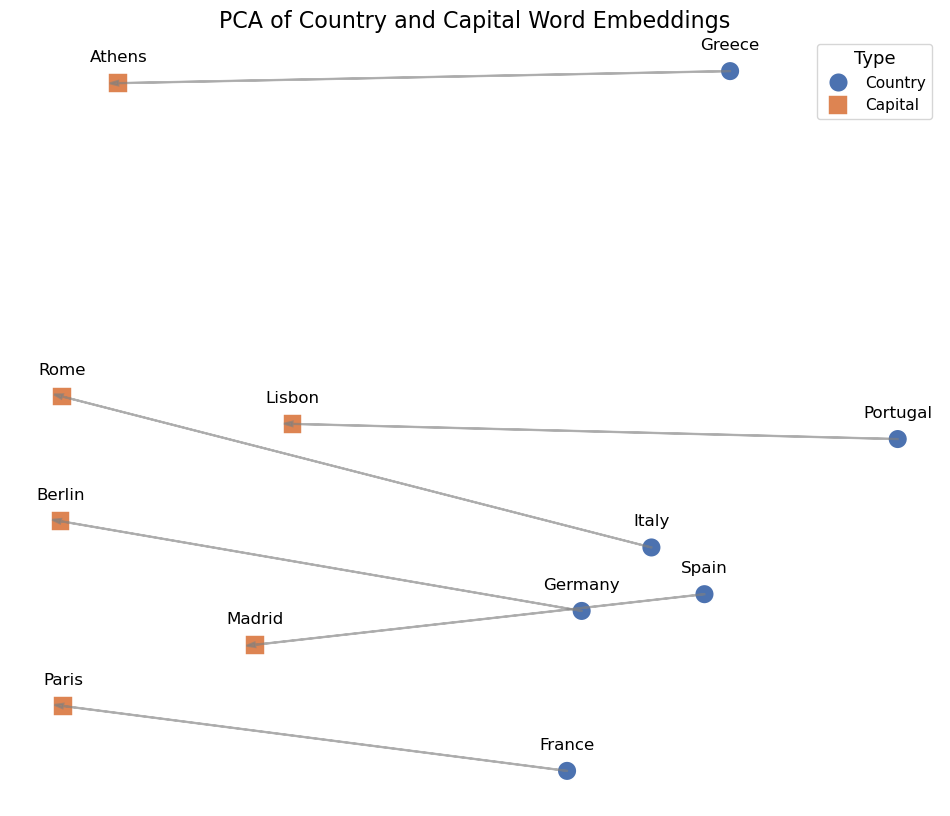 PCA of Country and Capital Word Embeddings
Greece
Athens
Type
Country
Capital
Rome
Lisbon
Portugal
Berlin
Italy
Spain
Germany
Madrid
Paris
France